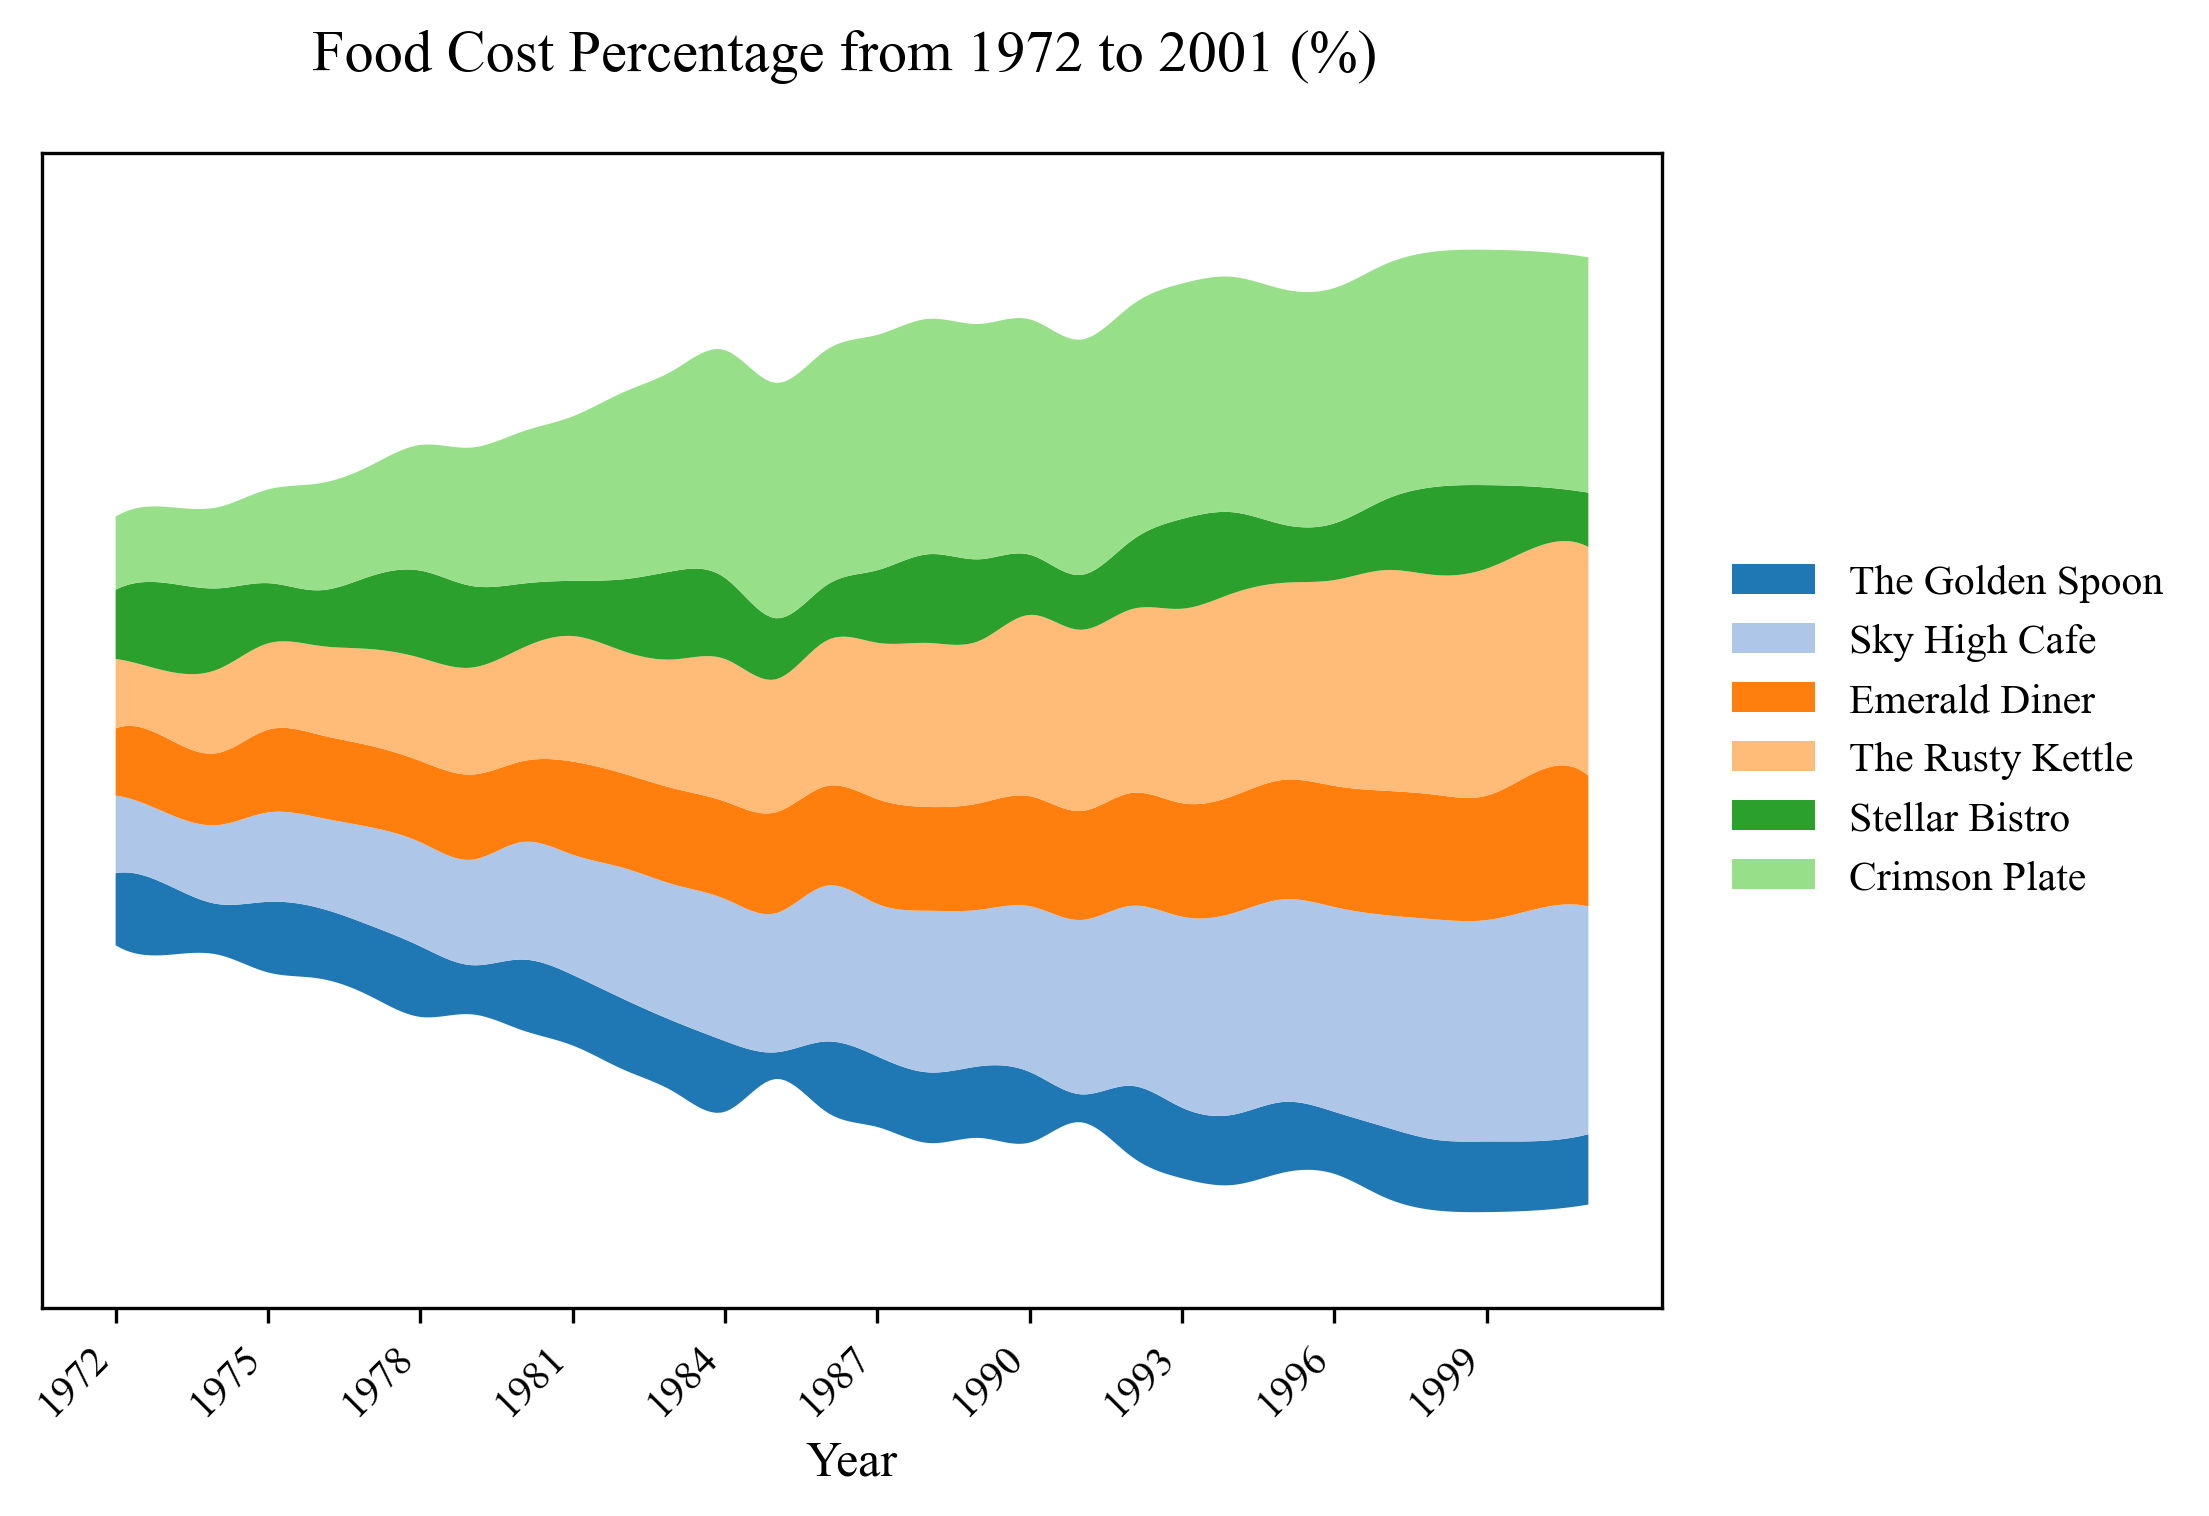 Food Cost Percentage from 1972 to 2001 (%)
The Golden Spoon
Sky High Cafe
Emerald Diner
The Rusty Kettle
Stellar Bistro
Crimson Plate
1972
1975
1978
1981
1984
1987
1990
1993
1996
1999
Year